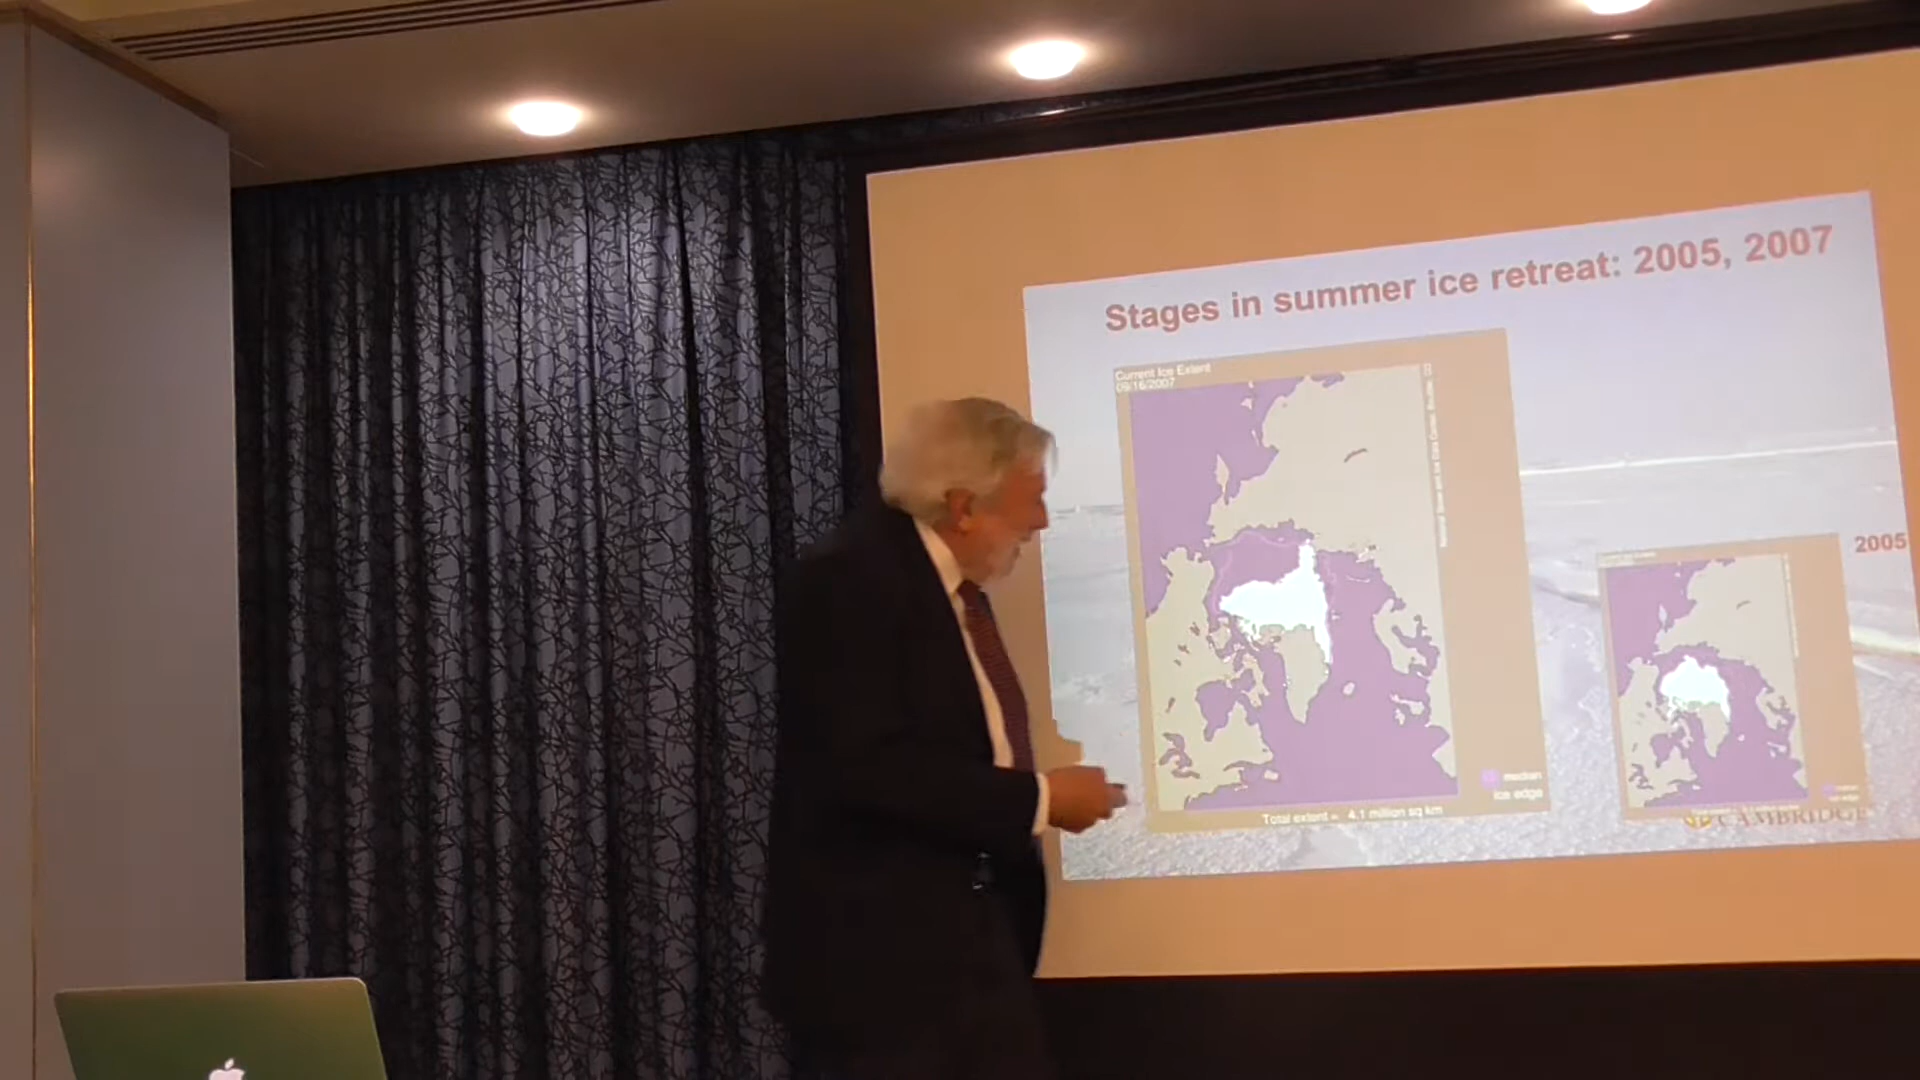 Stages in summer ice retreat: 2005, 2007
Current Ice Extent
09/16/2007
2005
median
ice edge
Total extent = 4.1 million sq km
CAMBRIDGE